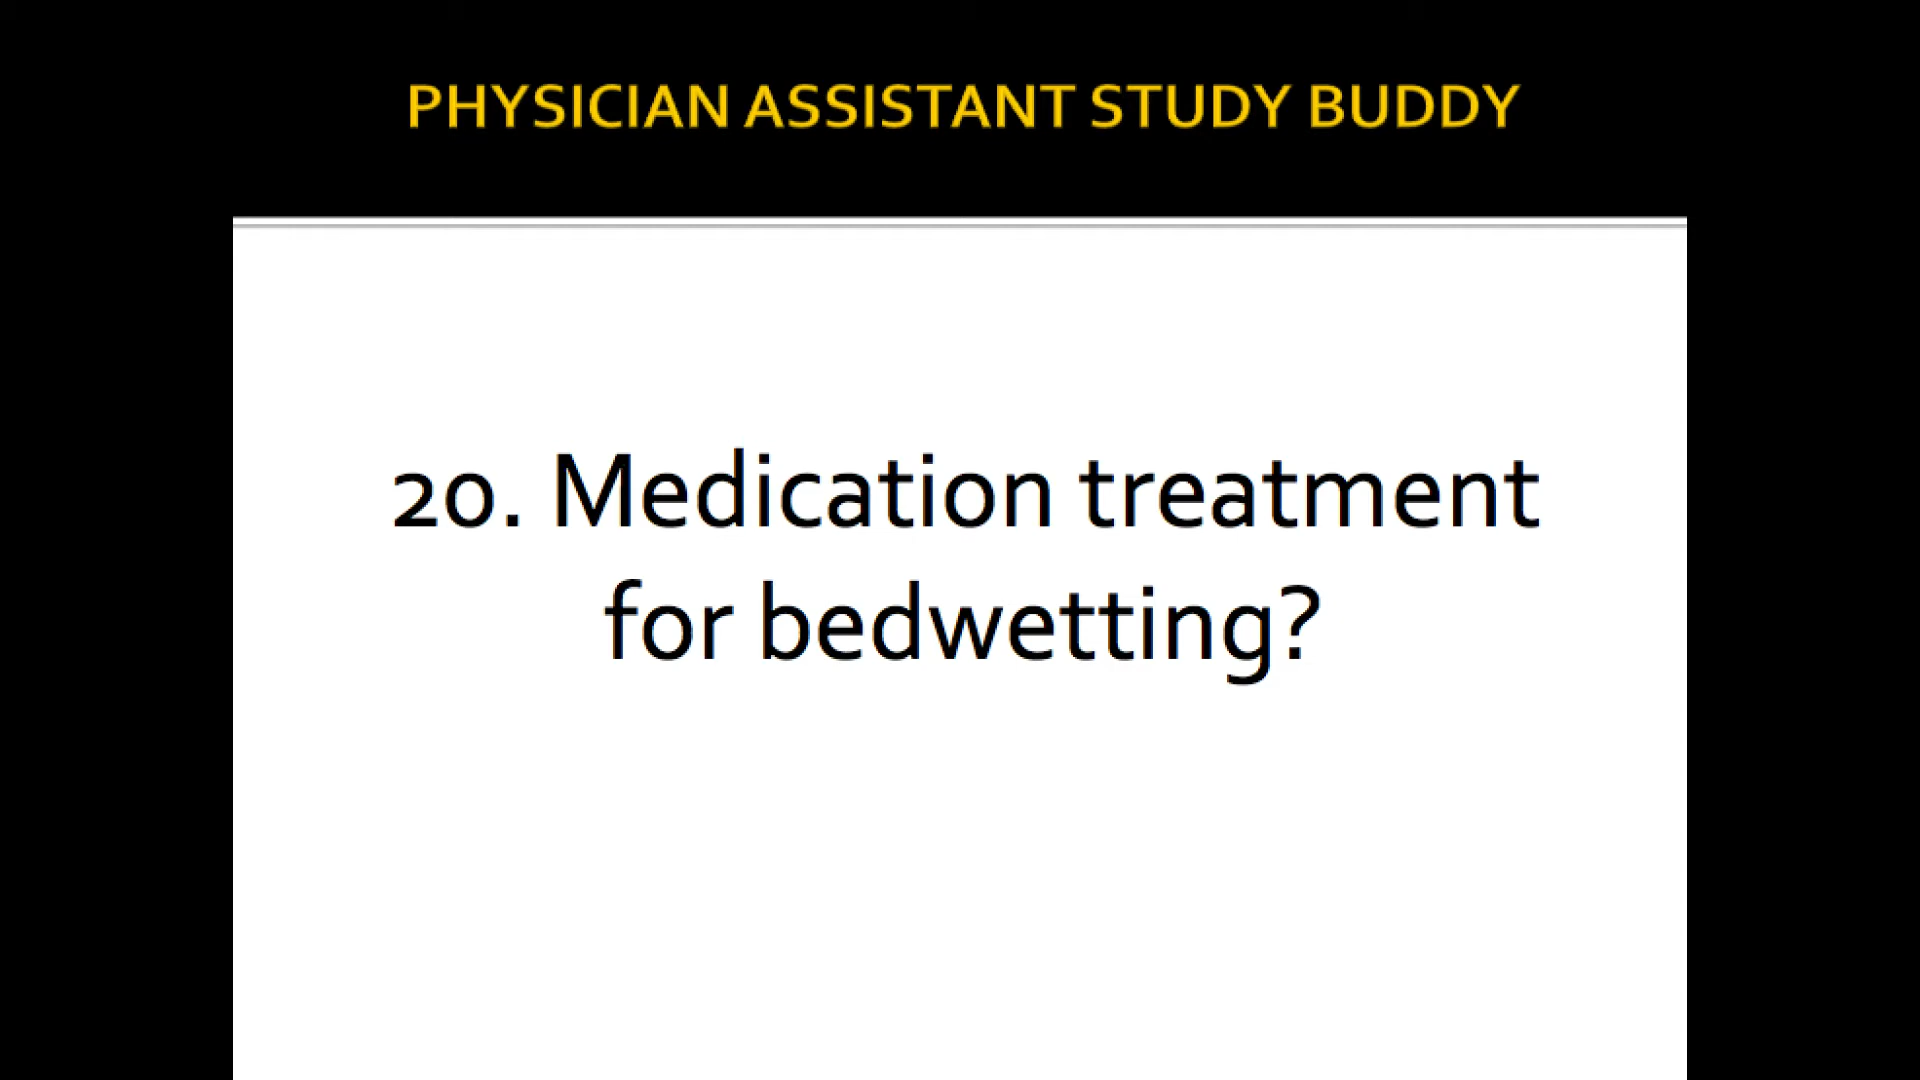 PHYSICIAN ASSISTANT STUDY BUDDY
20. Medication treatment
for bedwetting?